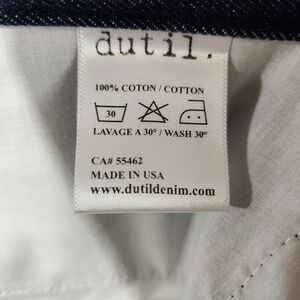 dutil.
100% COTON / COTTON
30
LAVAGE A 30° / WASH 30°
CA# 55462
MADE IN USA
www.dutildenim.com